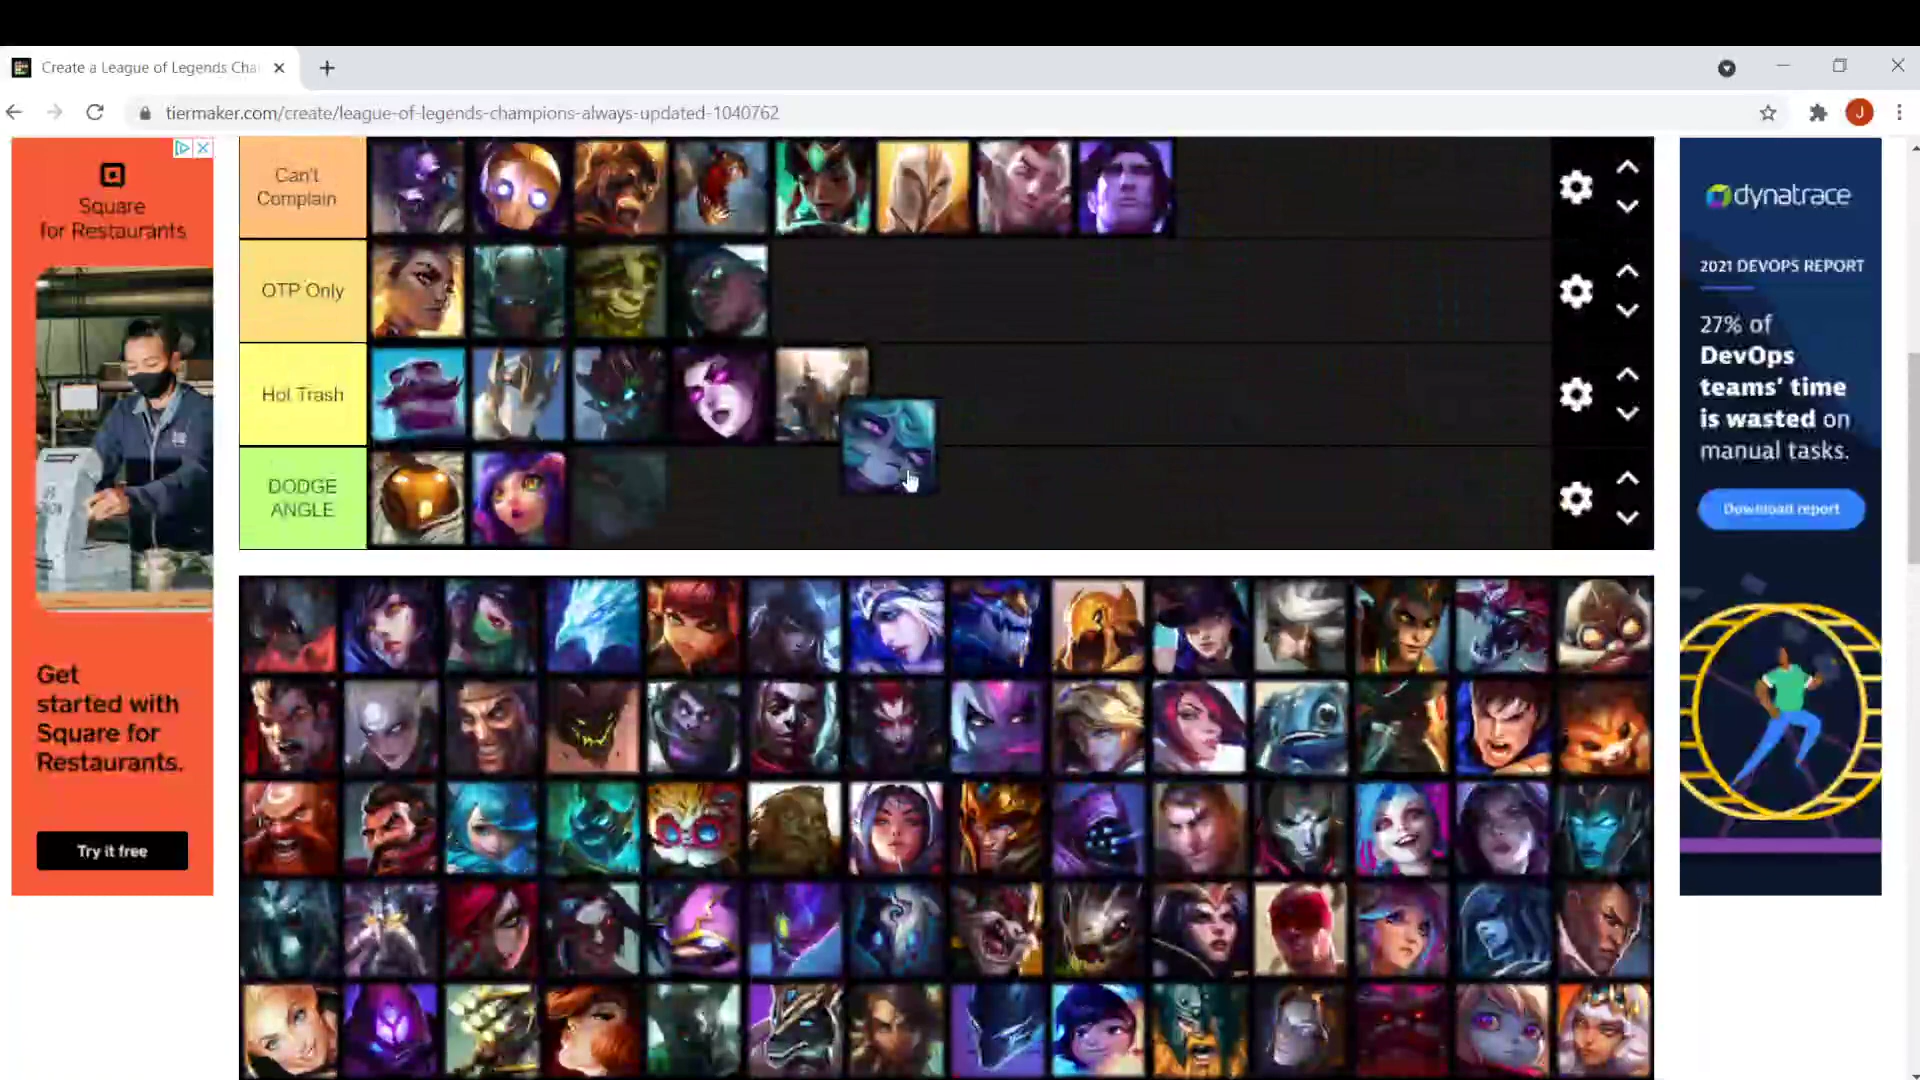 Create a League of Legends Cha
tiermaker.com/create/league-of-legends-champions-always-updated-1040762
J
Square
for Restaurants
Get
started with
Square for
Restaurants.
Try it free
Can't
Complain
OTP Only
Hot Trash
DODGE
ANGLE
dynatrace
2021 DEVOPS REPORT
27% of
DevOps
teams' time
is wasted on
manual tasks.
Download report